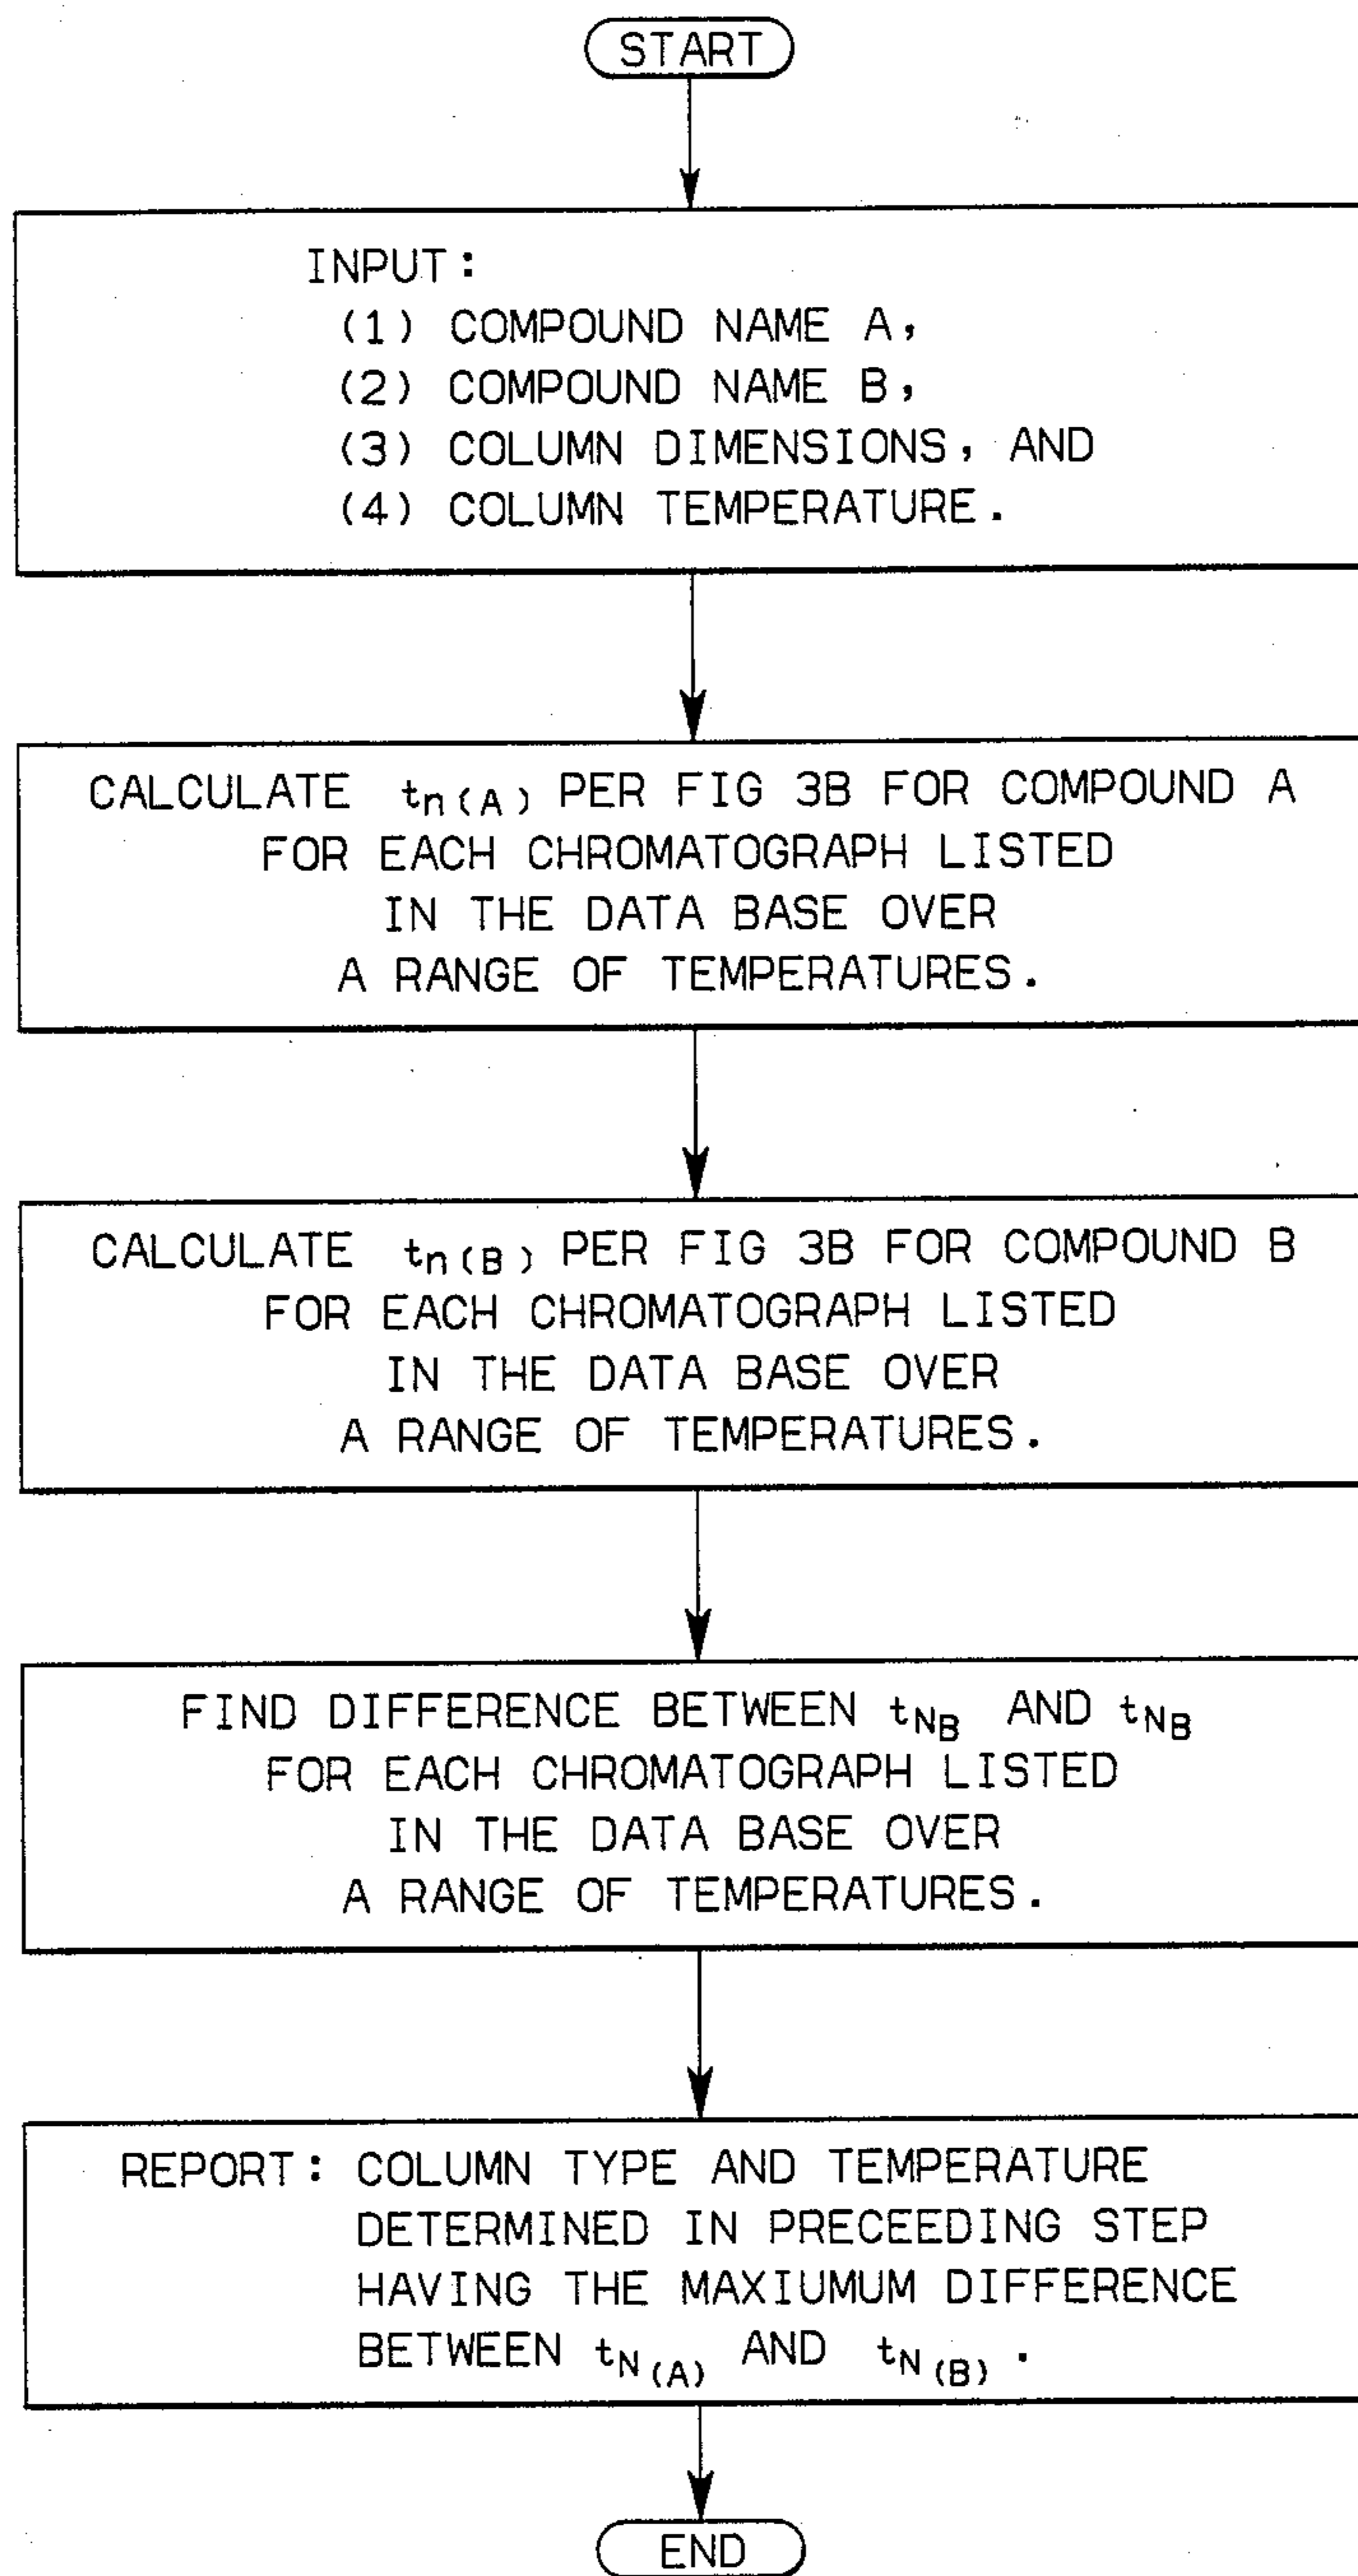 START
INPUT:
(1) COMPOUND NAME A,
(2) COMPOUND NAME B,
(3) COLUMN DIMENSIONS, AND
(4) COLUMN TEMPERATURE.
CALCULATE tn(A) PER FIG 3B FOR COMPOUND A
FOR EACH CHROMATOGRAPH LISTED
IN THE DATA BASE OVER
A RANGE OF TEMPERATURES.
CALCULATE tn(B) PER FIG 3B FOR COMPOUND B
FOR EACH CHROMATOGRAPH LISTED
IN THE DATA BASE OVER
A RANGE OF TEMPERATURES.
FIND DIFFERENCE BETWEEN tNB AND tNB
FOR EACH CHROMATOGRAPH LISTED
IN THE DATA BASE OVER
A RANGE OF TEMPERATURES.
REPORT: COLUMN TYPE AND TEMPERATURE
DETERMINED IN PRECEEDING STEP
HAVING THE MAXIUMUM DIFFERENCE
BETWEEN tN(A) AND tN(B).
END